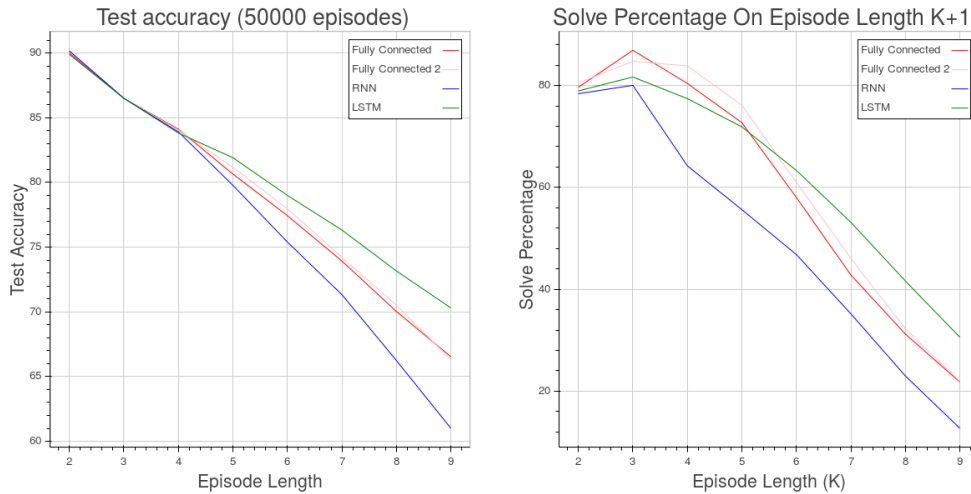 Test accuracy (50000 episodes)
Fully Connected
Fully Connected 2
RNN
LSTM
Test Accuracy
90
85
80
75
70
65
60
2 3 4 5 6 7 8 9
Episode Length
Solve Percentage On Episode Length K+1
Fully Connected
Fully Connected 2
RNN
LSTM
Solve Percentage
80
60
40
20
2 3 4 5 6 7 8 9
Episode Length (K)